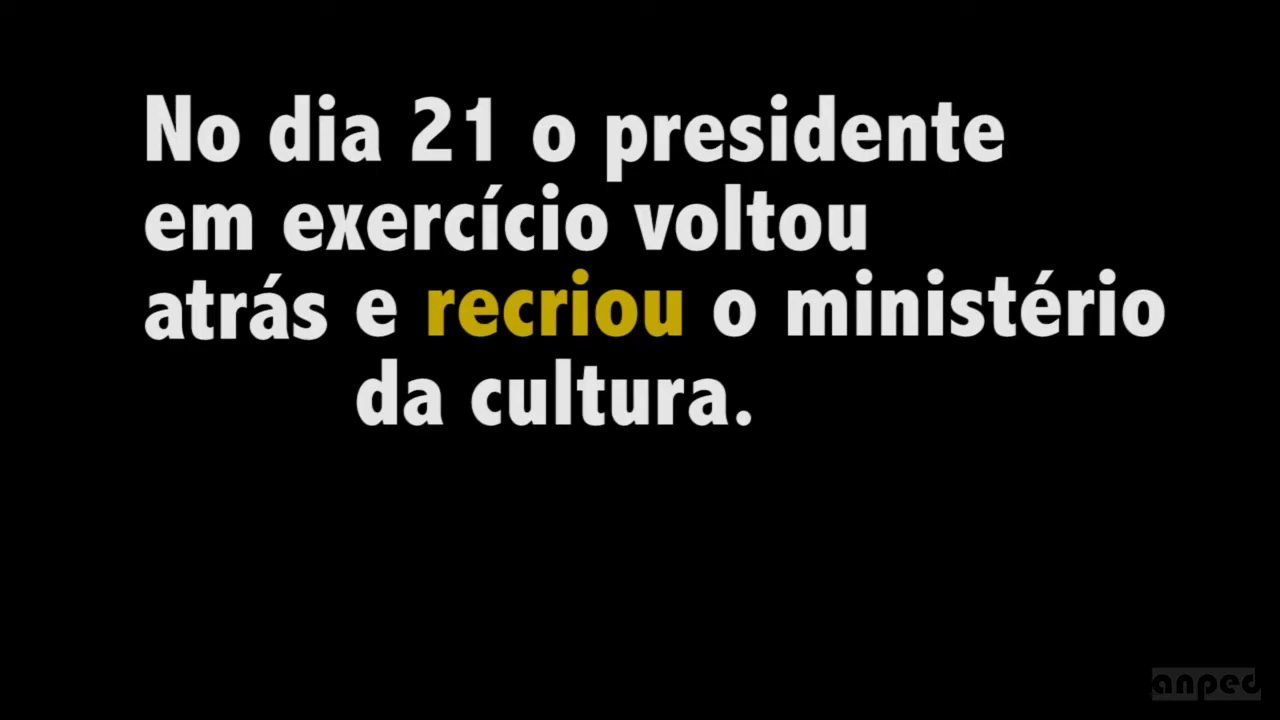 No dia 21 o presidente
em exercício voltou
atrás e recriou o ministério
da cultura.
anped